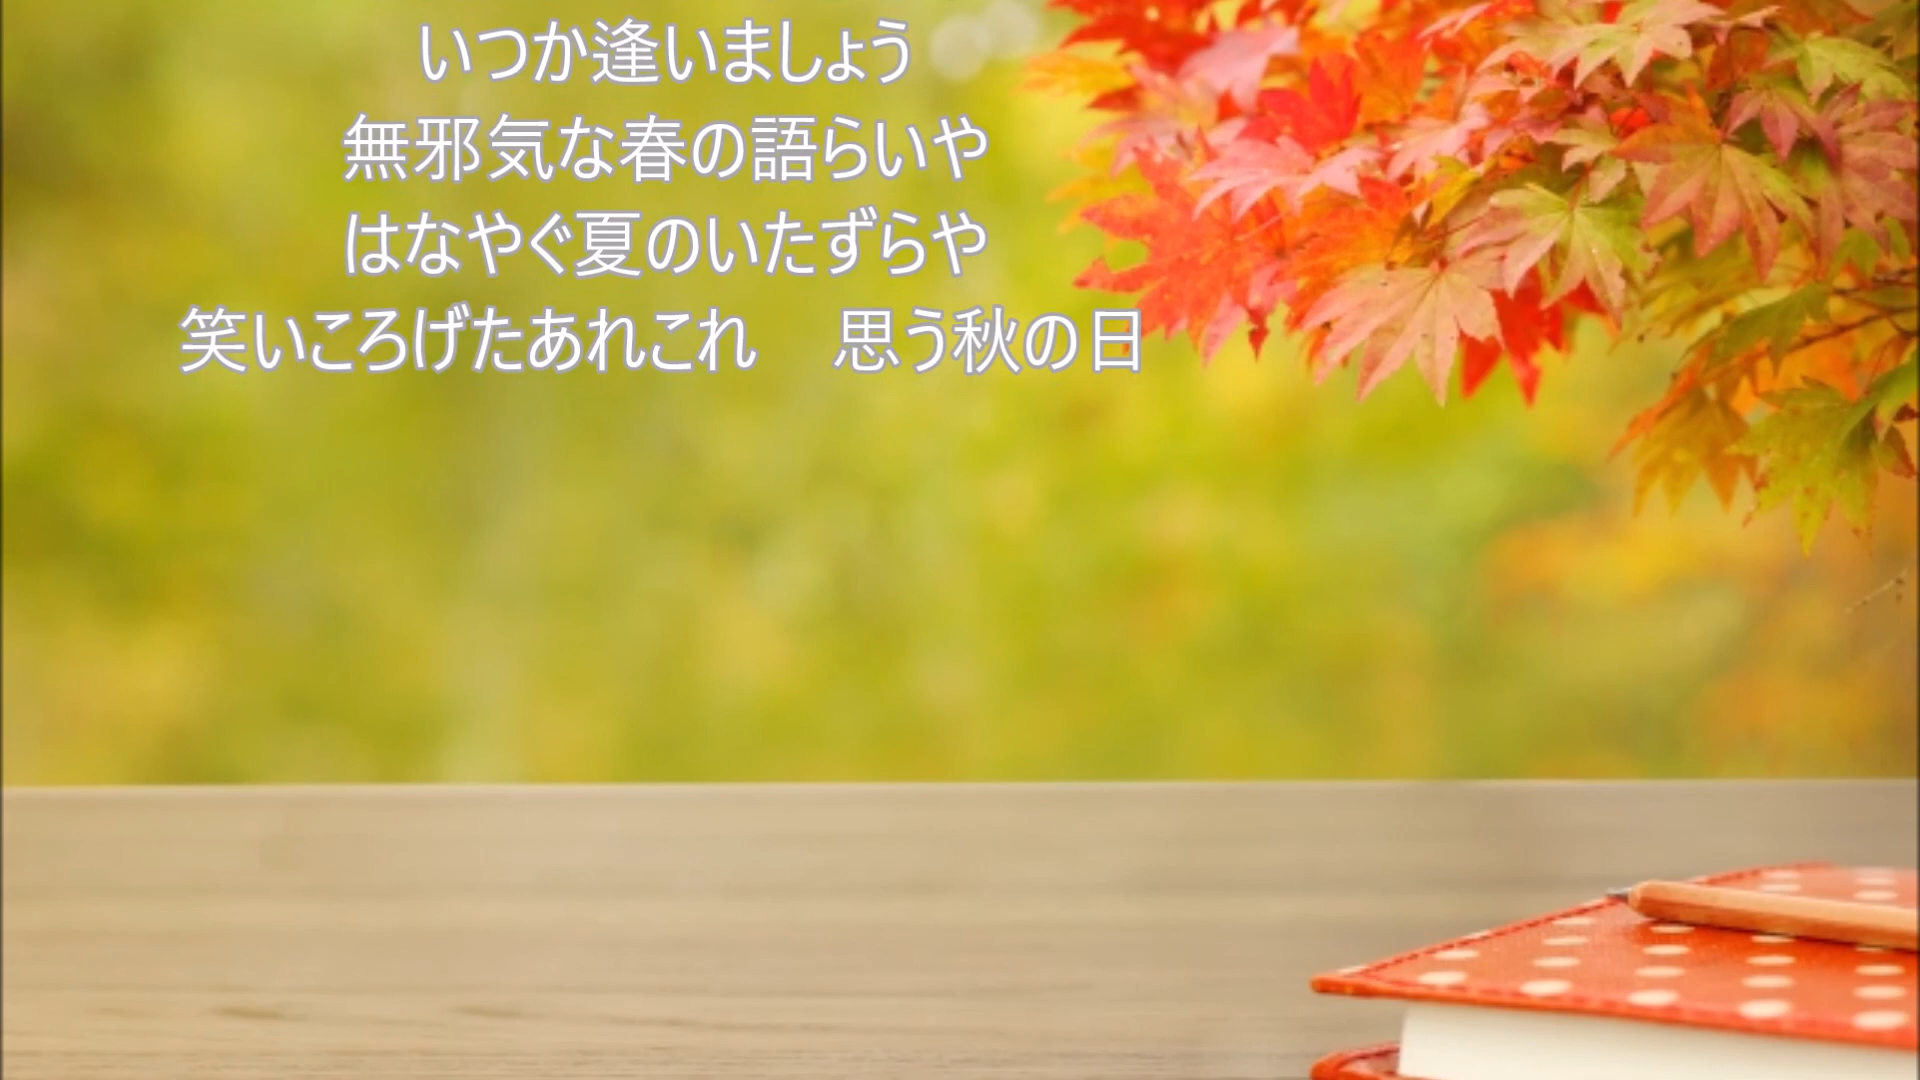 いつか逢いましょう
無邪気な春の語らいや
はなやぐ夏のいたずらや
笑いころげたあれこれ　思う秋の日